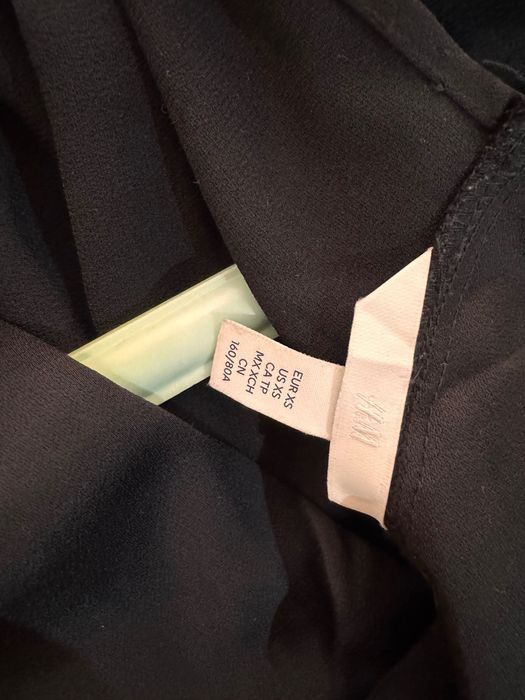 H&M
EUR XS
US XS
CA TP
MX XCH
CN
160/80A